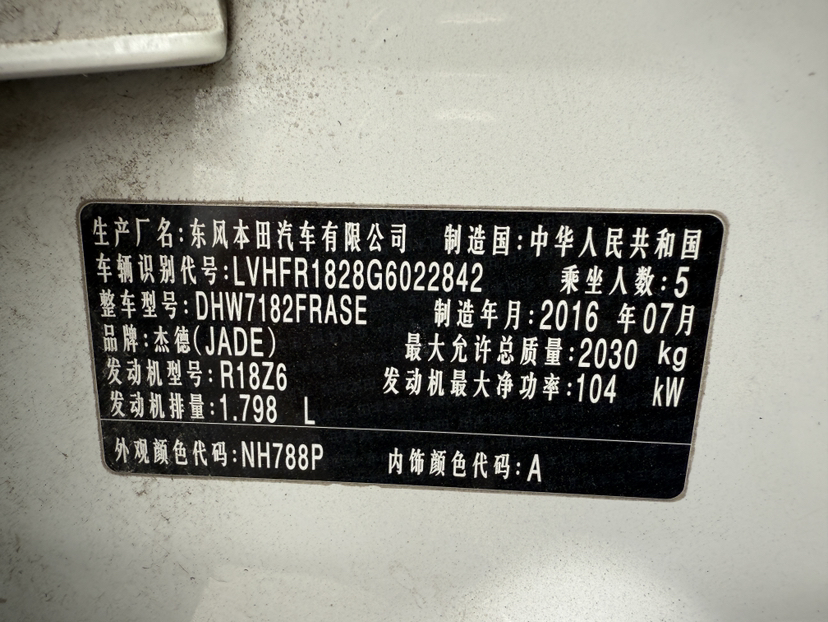 生产厂名:东风本田汽车有限公司 制造国:中华人民共和国
车辆识别代号:LVHFR1828G6022842 乘坐人数:5
整车型号:DHW7182FRASE 制造年月:2016 年07月
品牌:杰德(JADE) 最大允许总质量:2030 kg
发动机型号:R18Z6 发动机最大净功率:104 kW
发动机排量:1.798 L
外观颜色代码:NH788P 内饰颜色代码:A